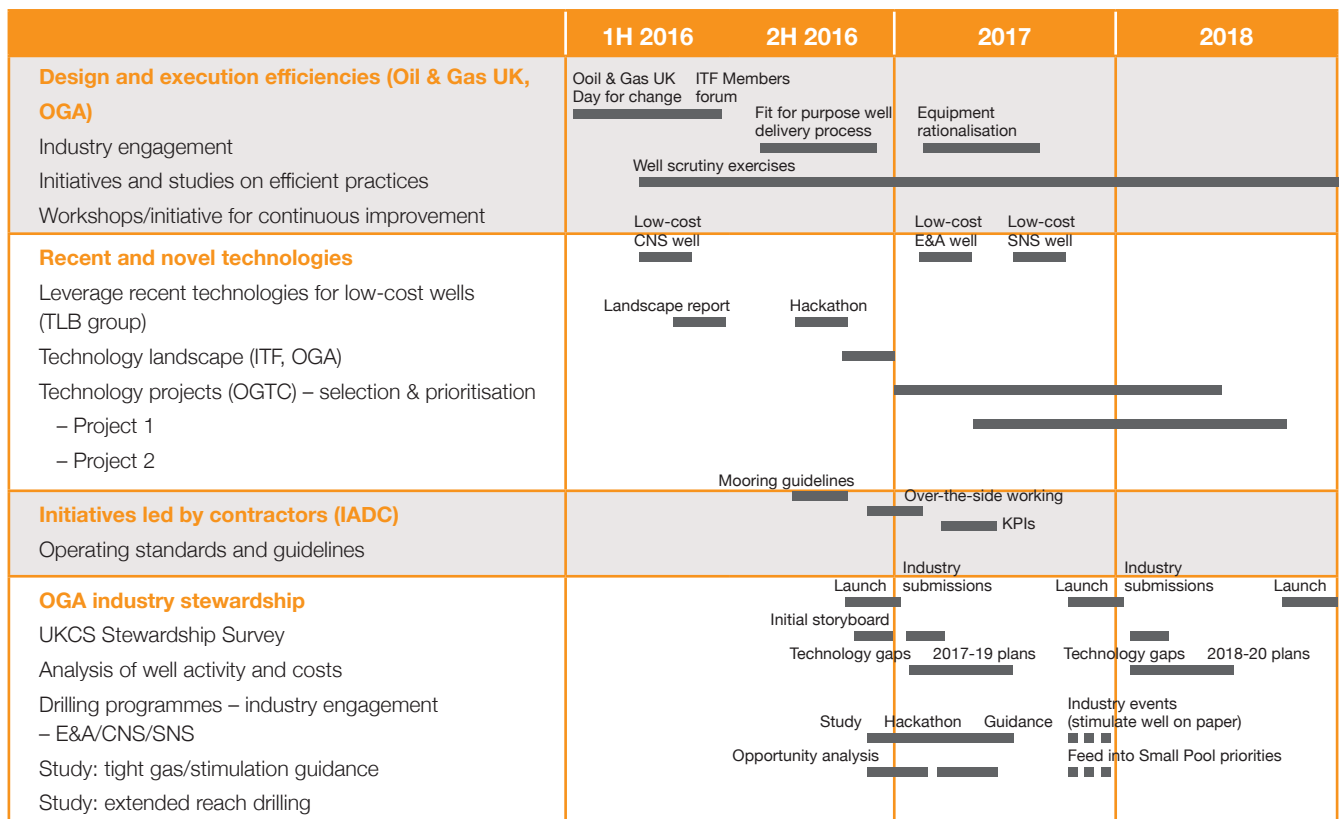 1H 2016 2H 2016 2017 2018
Design and execution efficiencies (Oil & Gas UK,
OGA)
Industry engagement
Initiatives and studies on efficient practices
Workshops/initiative for continuous improvement
Ooil & Gas UK
Day for change
ITF Members
forum
Fit for purpose well
delivery process
Equipment
rationalisation
Well scrutiny exercises
Recent and novel technologies
Leverage recent technologies for low-cost wells
(TLB group)
Technology landscape (ITF, OGA)
Technology projects (OGTC) – selection & prioritisation
– Project 1
– Project 2
Low-cost
CNS well
Low-cost
E&A well
Low-cost
SNS well
Landscape report
Hackathon
Initiatives led by contractors (IADC)
Operating standards and guidelines
Mooring guidelines
Over-the-side working
KPIs
OGA industry stewardship
UKCS Stewardship Survey
Analysis of well activity and costs
Drilling programmes – industry engagement
– E&A/CNS/SNS
Study: tight gas/stimulation guidance
Study: extended reach drilling
Launch
Industry
submissions
Launch
Industry
submissions
Launch
Initial storyboard
Technology gaps
2017-19 plans
Technology gaps
2018-20 plans
Study
Hackathon
Guidance
Industry events
(stimulate well on paper)
Opportunity analysis
Feed into Small Pool priorities